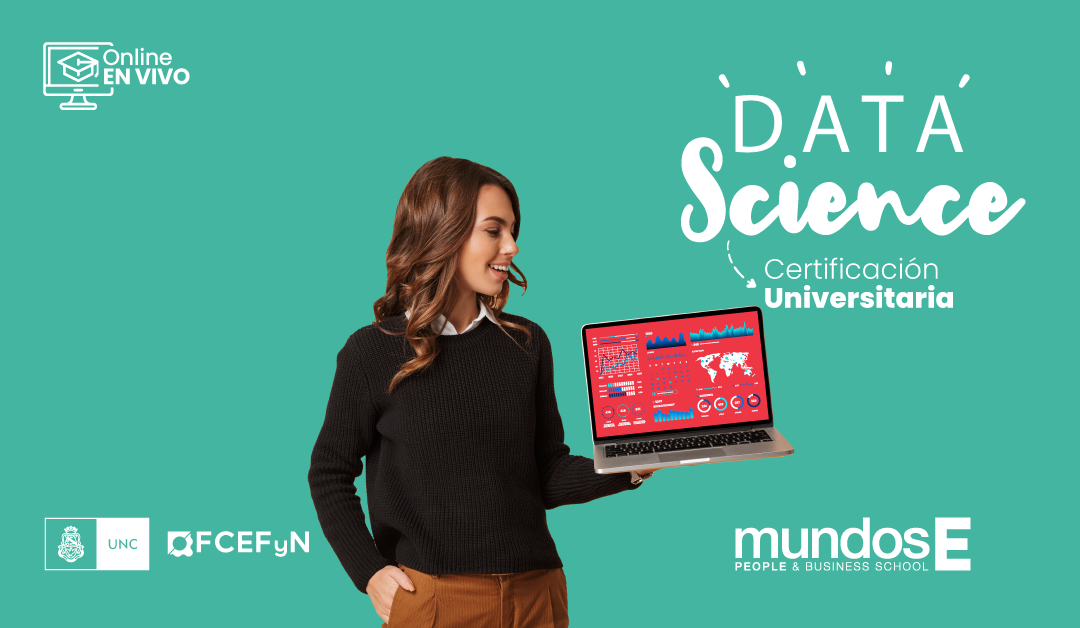 Online
EN VIVO
DATA
Science
Certificación
Universitaria
UNC
FCEFyN
mundosE
PEOPLE & BUSINESS SCHOOL